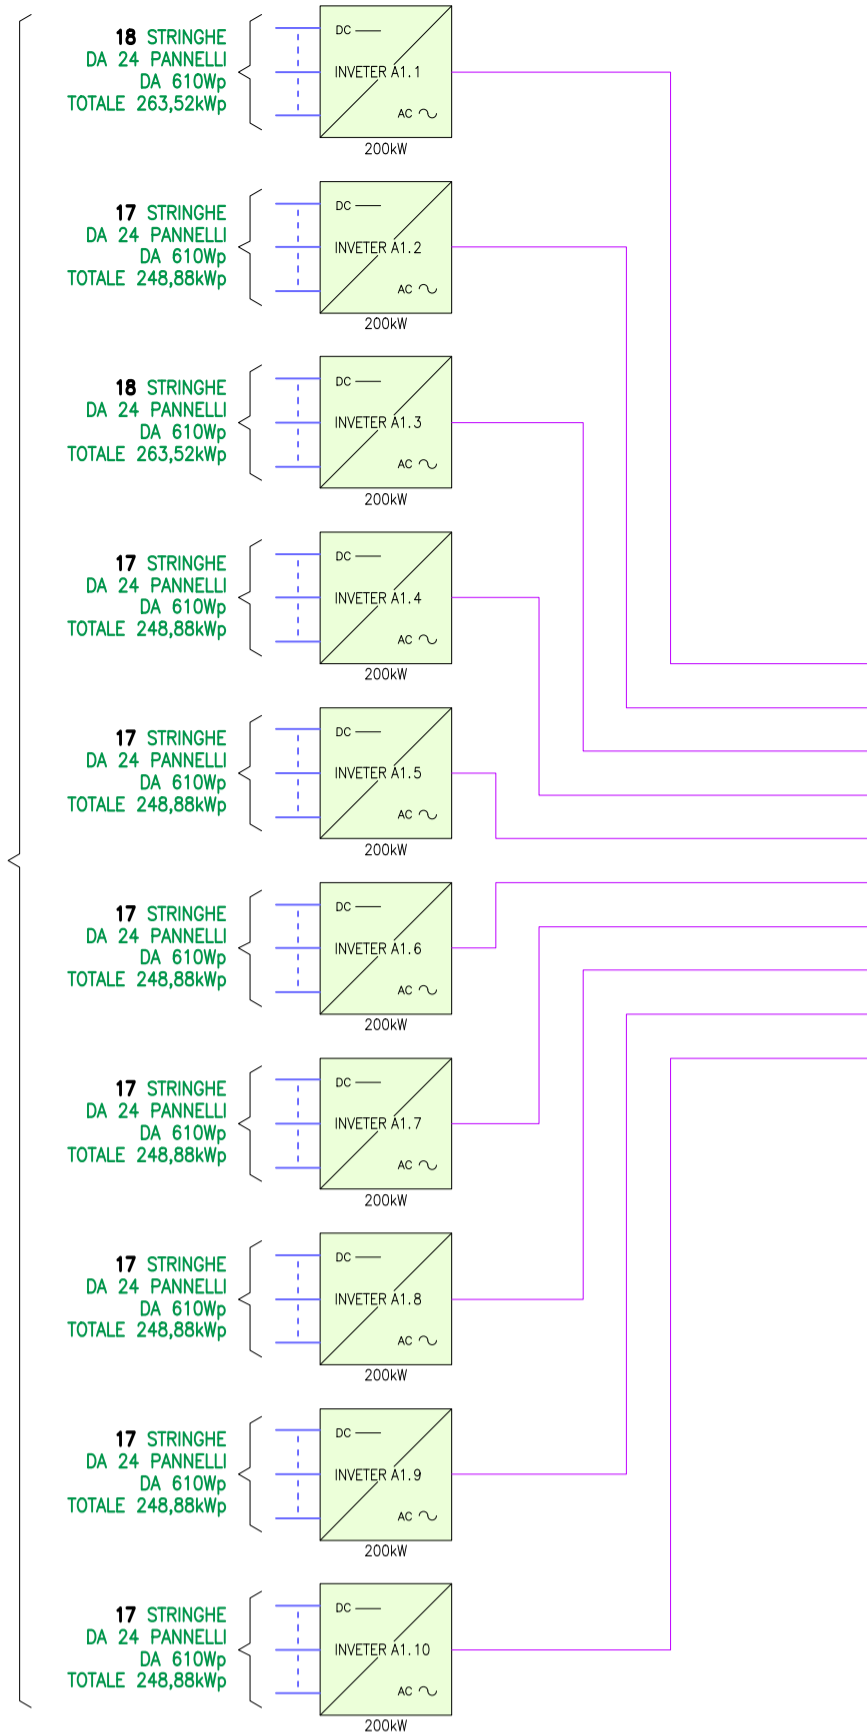 18 STRINGHE
DA 24 PANNELLI
DA 610Wp
TOTALE 263,52kWp
DC
INVETER A1.1
AC
200kW
17 STRINGHE
DA 24 PANNELLI
DA 610Wp
TOTALE 248,88kWp
DC
INVETER A1.2
AC
200kW
18 STRINGHE
DA 24 PANNELLI
DA 610Wp
TOTALE 263,52kWp
DC
INVETER A1.3
AC
200kW
17 STRINGHE
DA 24 PANNELLI
DA 610Wp
TOTALE 248,88kWp
DC
INVETER A1.4
AC
200kW
17 STRINGHE
DA 24 PANNELLI
DA 610Wp
TOTALE 248,88kWp
DC
INVETER A1.5
AC
200kW
17 STRINGHE
DA 24 PANNELLI
DA 610Wp
TOTALE 248,88kWp
DC
INVETER A1.6
AC
200kW
17 STRINGHE
DA 24 PANNELLI
DA 610Wp
TOTALE 248,88kWp
DC
INVETER A1.7
AC
200kW
17 STRINGHE
DA 24 PANNELLI
DA 610Wp
TOTALE 248,88kWp
DC
INVETER A1.8
AC
200kW
17 STRINGHE
DA 24 PANNELLI
DA 610Wp
TOTALE 248,88kWp
DC
INVETER A1.9
AC
200kW
17 STRINGHE
DA 24 PANNELLI
DA 610Wp
TOTALE 248,88kWp
DC
INVETER A1.10
AC
200kW